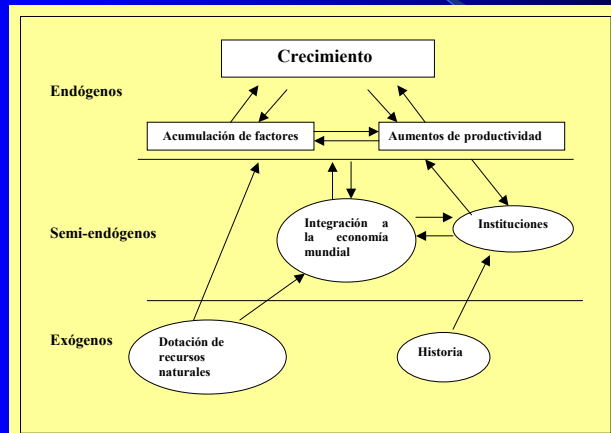 Crecimiento
Endógenos
Acumulación de factores
Aumentos de productividad
Semi-endógenos
Integración a
la economía
mundial
Instituciones
Exógenos
Dotación de
recursos
naturales
Historia